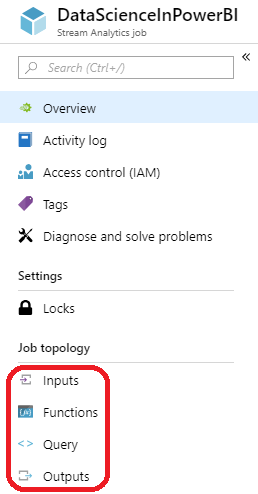 DataScienceInPowerBI
Stream Analytics job
«
Search (Ctrl+/)
Overview
Activity log
Access control (IAM)
Tags
Diagnose and solve problems
Settings
Locks
Job topology
Inputs
Functions
Query
Outputs